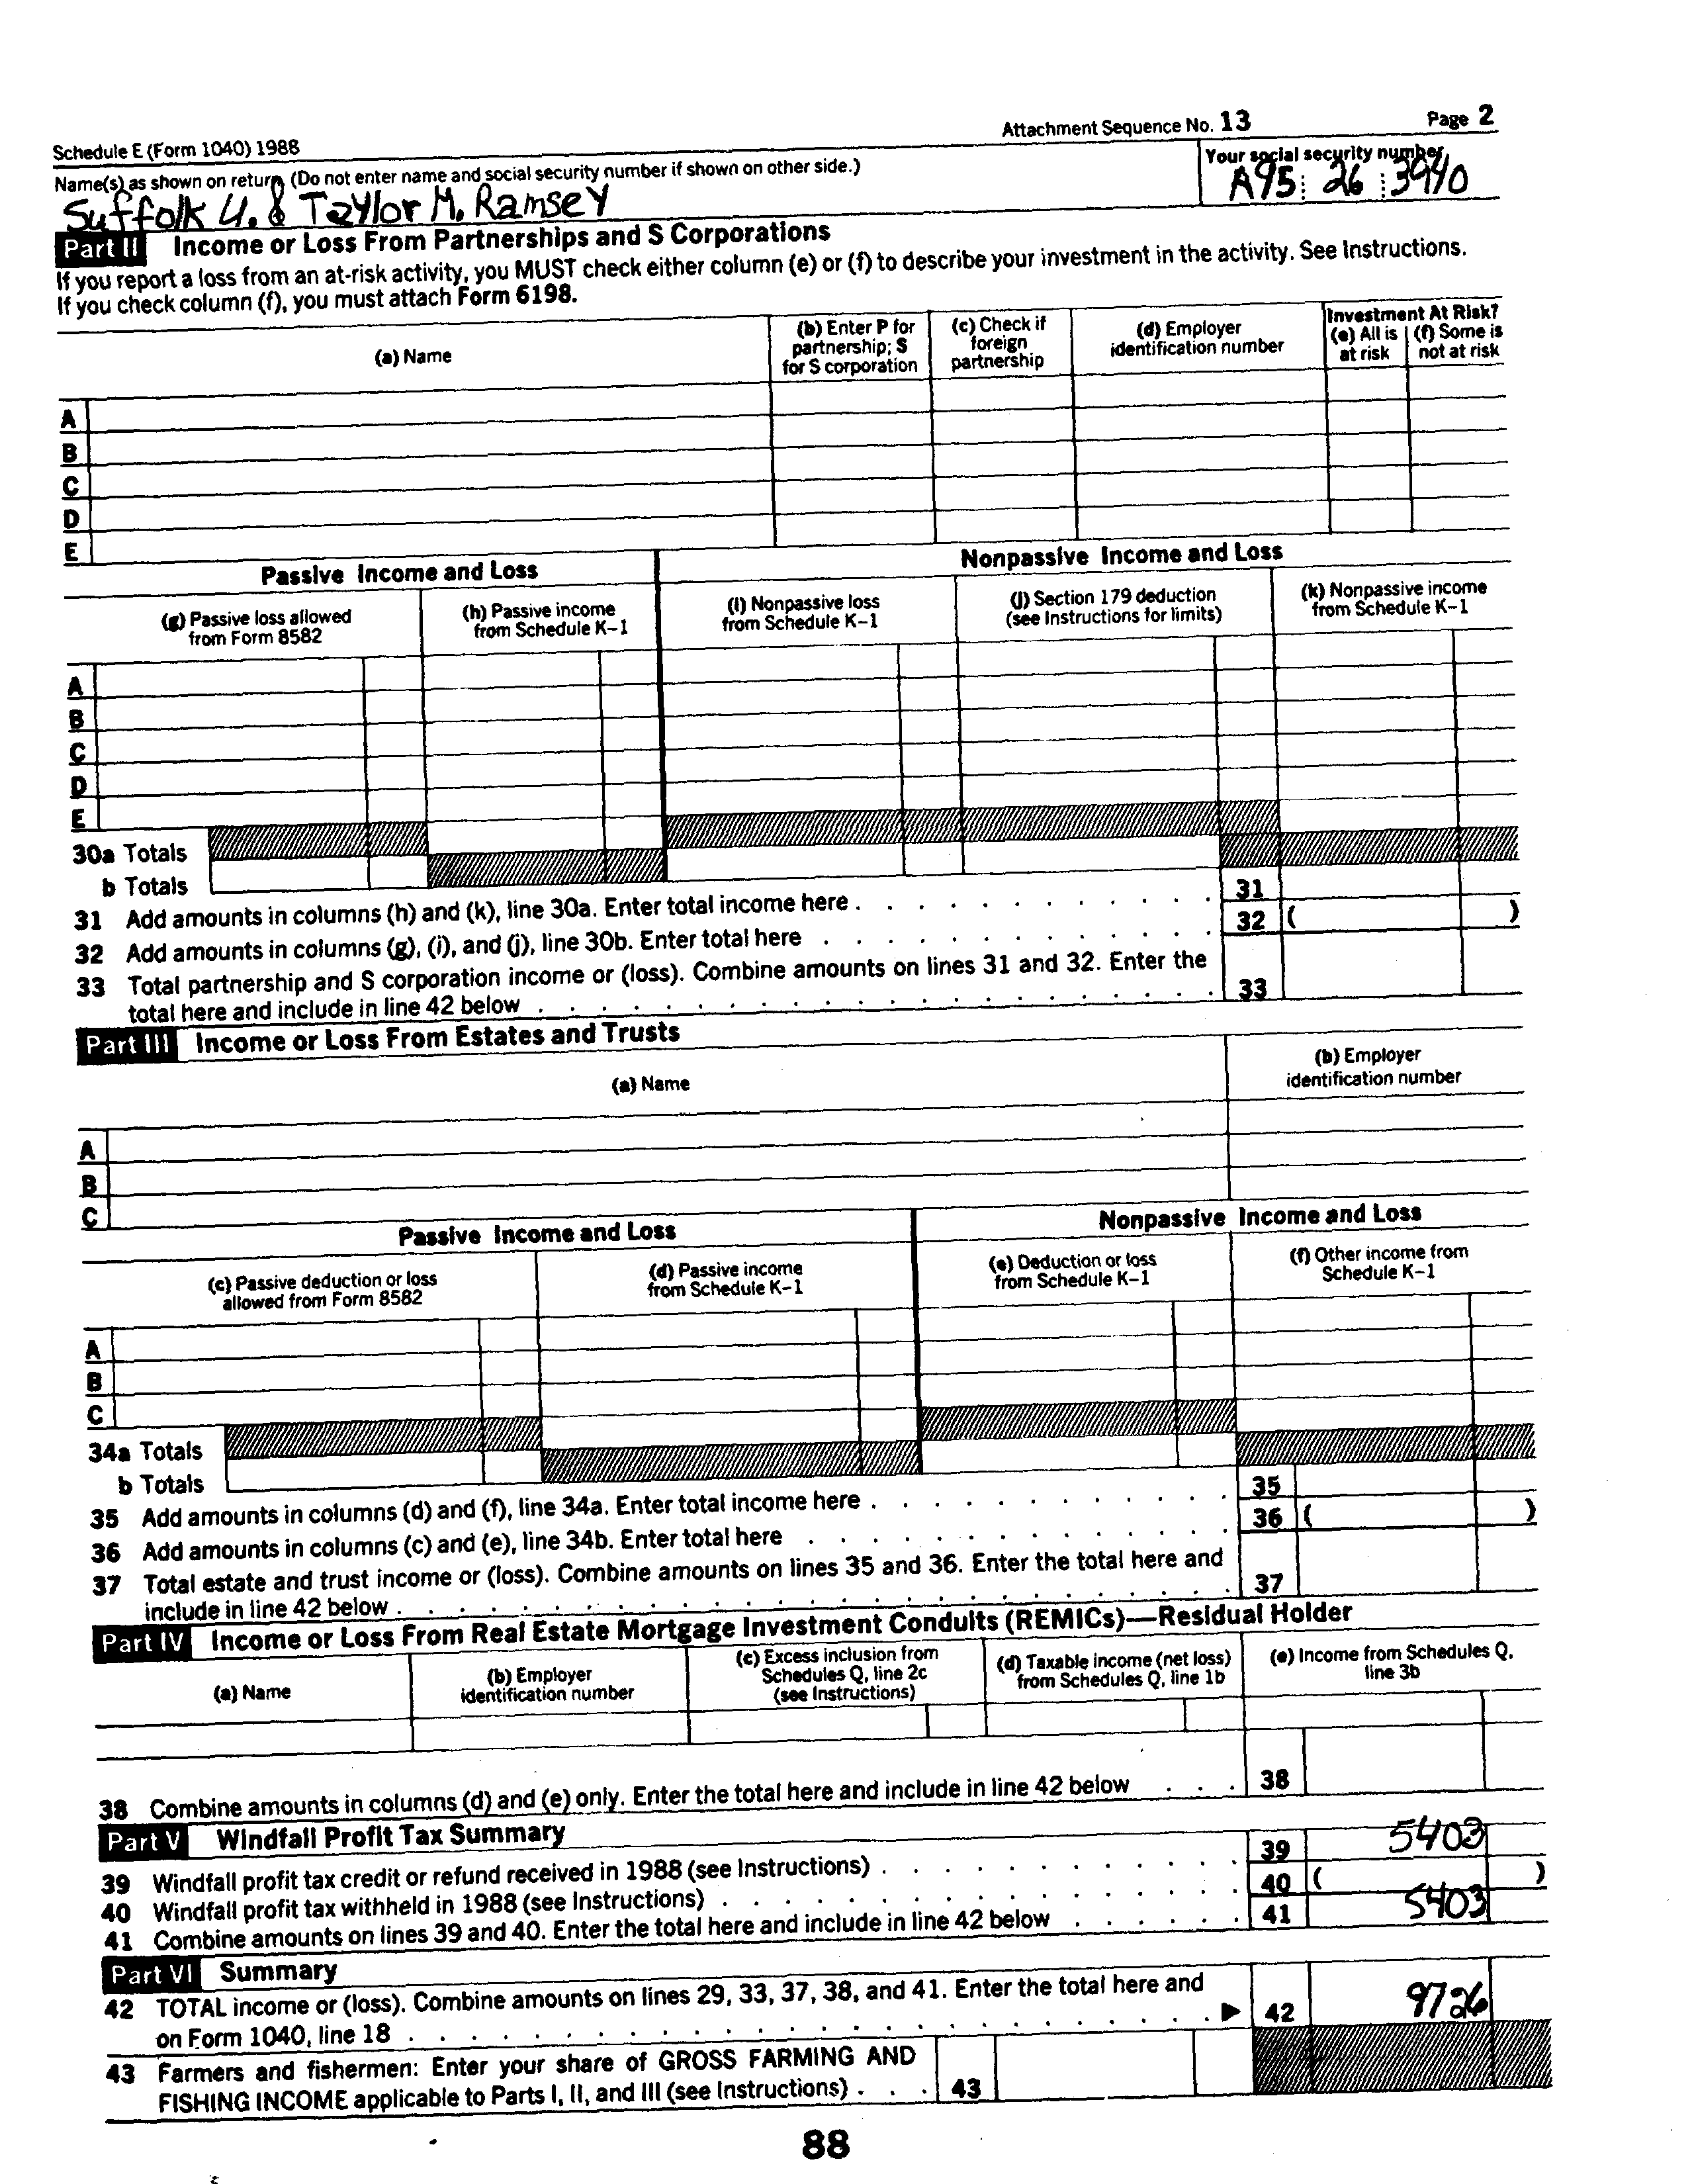 Schedule E (Form 1040) 1988 Attachment Sequence No. 13 Page 2
Name(s) as shown on return (Do not enter name and social security number if shown on other side.) Your social security number
Suffolk U. & Taylor M. Ramsey A95 26 3940
Part II Income or Loss From Partnerships and S Corporations
If you report a loss from an at-risk activity, you MUST check either column (e) or (f) to describe your investment in the activity. See Instructions.
If you check column (f), you must attach Form 6198.
(a) Name
(b) Enter P for partnership; S for S corporation
(c) Check if foreign partnership
(d) Employer identification number
Investment At Risk?
(e) All is at risk
(f) Some is not at risk
A
B
C
D
E
Passive Income and Loss Nonpassive Income and Loss
(g) Passive loss allowed from Form 8582
(h) Passive income from Schedule K–1
(i) Nonpassive loss from Schedule K–1
(j) Section 179 deduction (see Instructions for limits)
(k) Nonpassive income from Schedule K–1
A
B
C
D
E
30a Totals
b Totals
31 Add amounts in columns (h) and (k), line 30a. Enter total income here . . . 31
32 Add amounts in columns (g), (i), and (j), line 30b. Enter total here . . . 32 ( )
33 Total partnership and S corporation income or (loss). Combine amounts on lines 31 and 32. Enter the
total here and include in line 42 below . . . 33
Part III Income or Loss From Estates and Trusts
(a) Name
(b) Employer identification number
A
B
C
Passive Income and Loss Nonpassive Income and Loss
(c) Passive deduction or loss allowed from Form 8582
(d) Passive income from Schedule K–1
(e) Deduction or loss from Schedule K–1
(f) Other income from Schedule K–1
A
B
C
34a Totals
b Totals
35 Add amounts in columns (d) and (f), line 34a. Enter total income here . . . 35
36 Add amounts in columns (c) and (e), line 34b. Enter total here . . . 36 ( )
37 Total estate and trust income or (loss). Combine amounts on lines 35 and 36. Enter the total here and
include in line 42 below . . . 37
Part IV Income or Loss From Real Estate Mortgage Investment Conduits (REMICs)—Residual Holder
(a) Name
(b) Employer identification number
(c) Excess inclusion from Schedules Q, line 2c (see Instructions)
(d) Taxable income (net loss) from Schedules Q, line 1b
(e) Income from Schedules Q, line 3b
38 Combine amounts in columns (d) and (e) only. Enter the total here and include in line 42 below . . . 38
Part V Windfall Profit Tax Summary
39 Windfall profit tax credit or refund received in 1988 (see Instructions) . . . 39 5403
40 Windfall profit tax withheld in 1988 (see Instructions) . . . 40 ( )
41 Combine amounts on lines 39 and 40. Enter the total here and include in line 42 below . . . 41 5403
Part VI Summary
42 TOTAL income or (loss). Combine amounts on lines 29, 33, 37, 38, and 41. Enter the total here and
on Form 1040, line 18 . . . ▶ 42 9726
43 Farmers and fishermen: Enter your share of GROSS FARMING AND
FISHING INCOME applicable to Parts I, II, and III (see Instructions) . . . 43
88